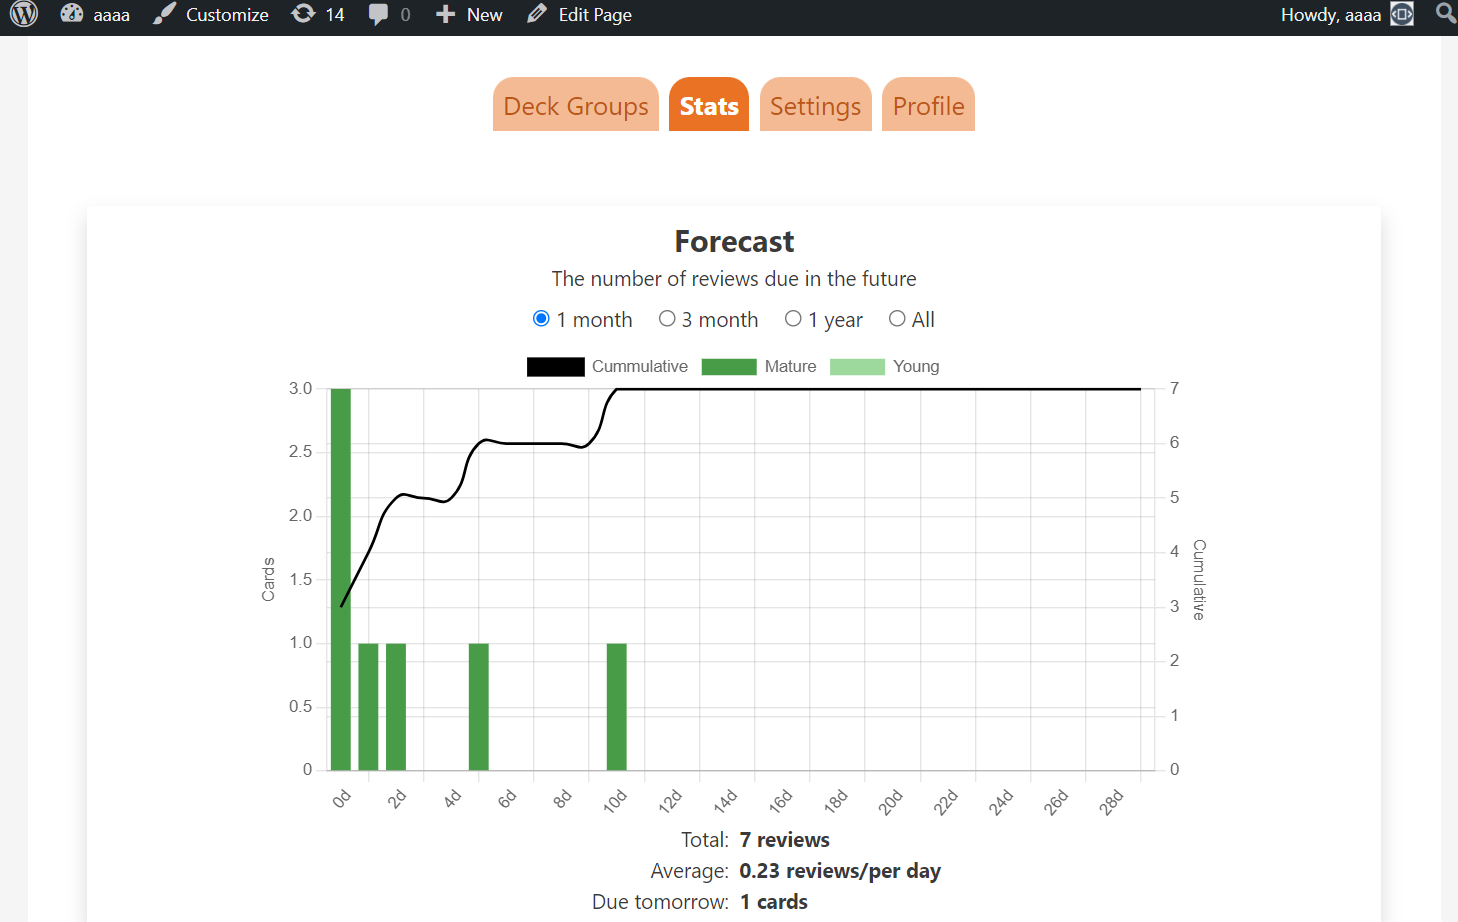 aaaa Customize 14 0 New Edit Page Howdy, aaaa
Deck Groups Stats Settings Profile
Forecast
The number of reviews due in the future
1 month 3 month 1 year All
Cummulative Mature Young
3.0 7
2.5 6
2.0 5
1.5 4
1.0 3
0.5 2
0 1
0
Cards
Cumulative
0d 2d 4d 6d 8d 10d 12d 14d 16d 18d 20d 22d 24d 26d 28d
Total: 7 reviews
Average: 0.23 reviews/per day
Due tomorrow: 1 cards